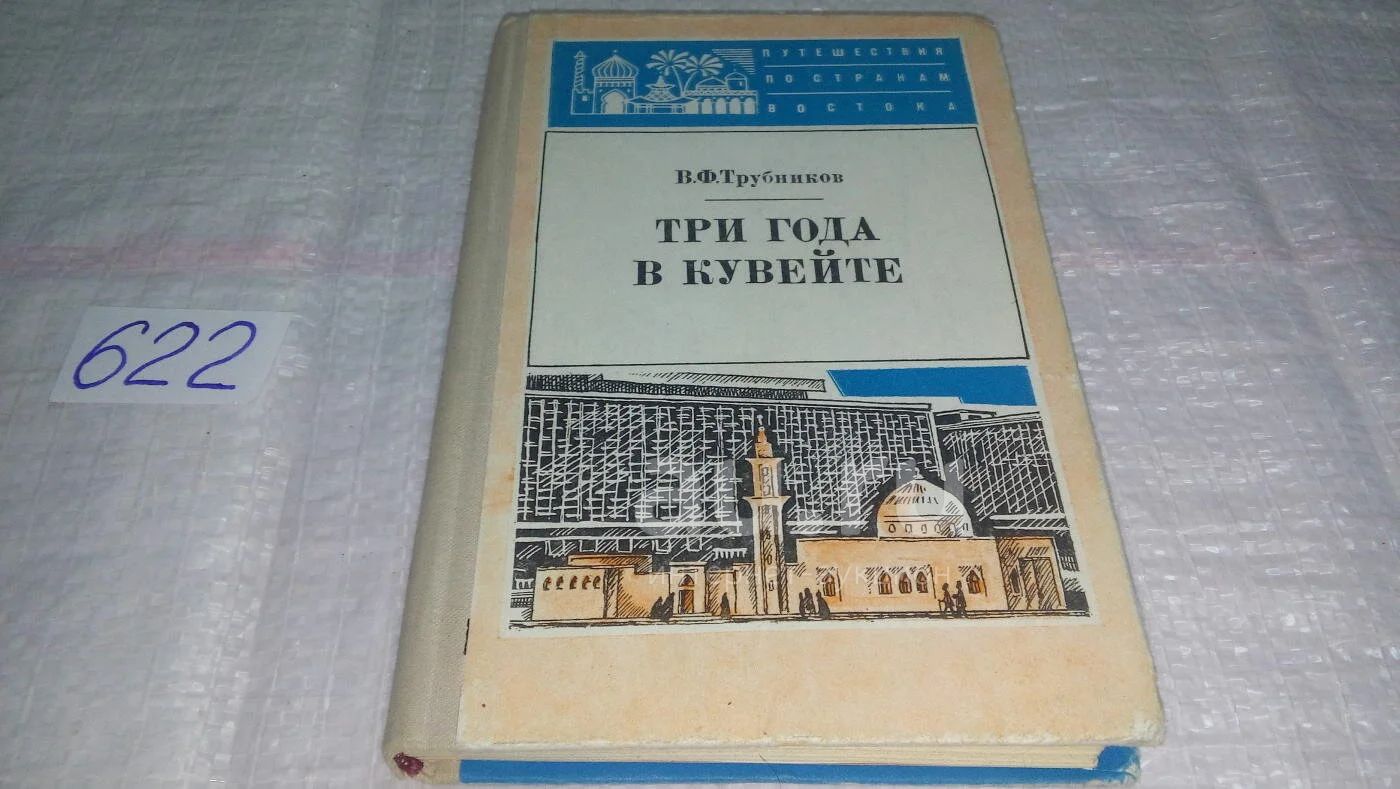 ПУТЕШЕСТВИЯ
ПО СТРАНАМ
ВОСТОКА
В.Ф.Трубников
ТРИ ГОДА
В КУВЕЙТЕ
622